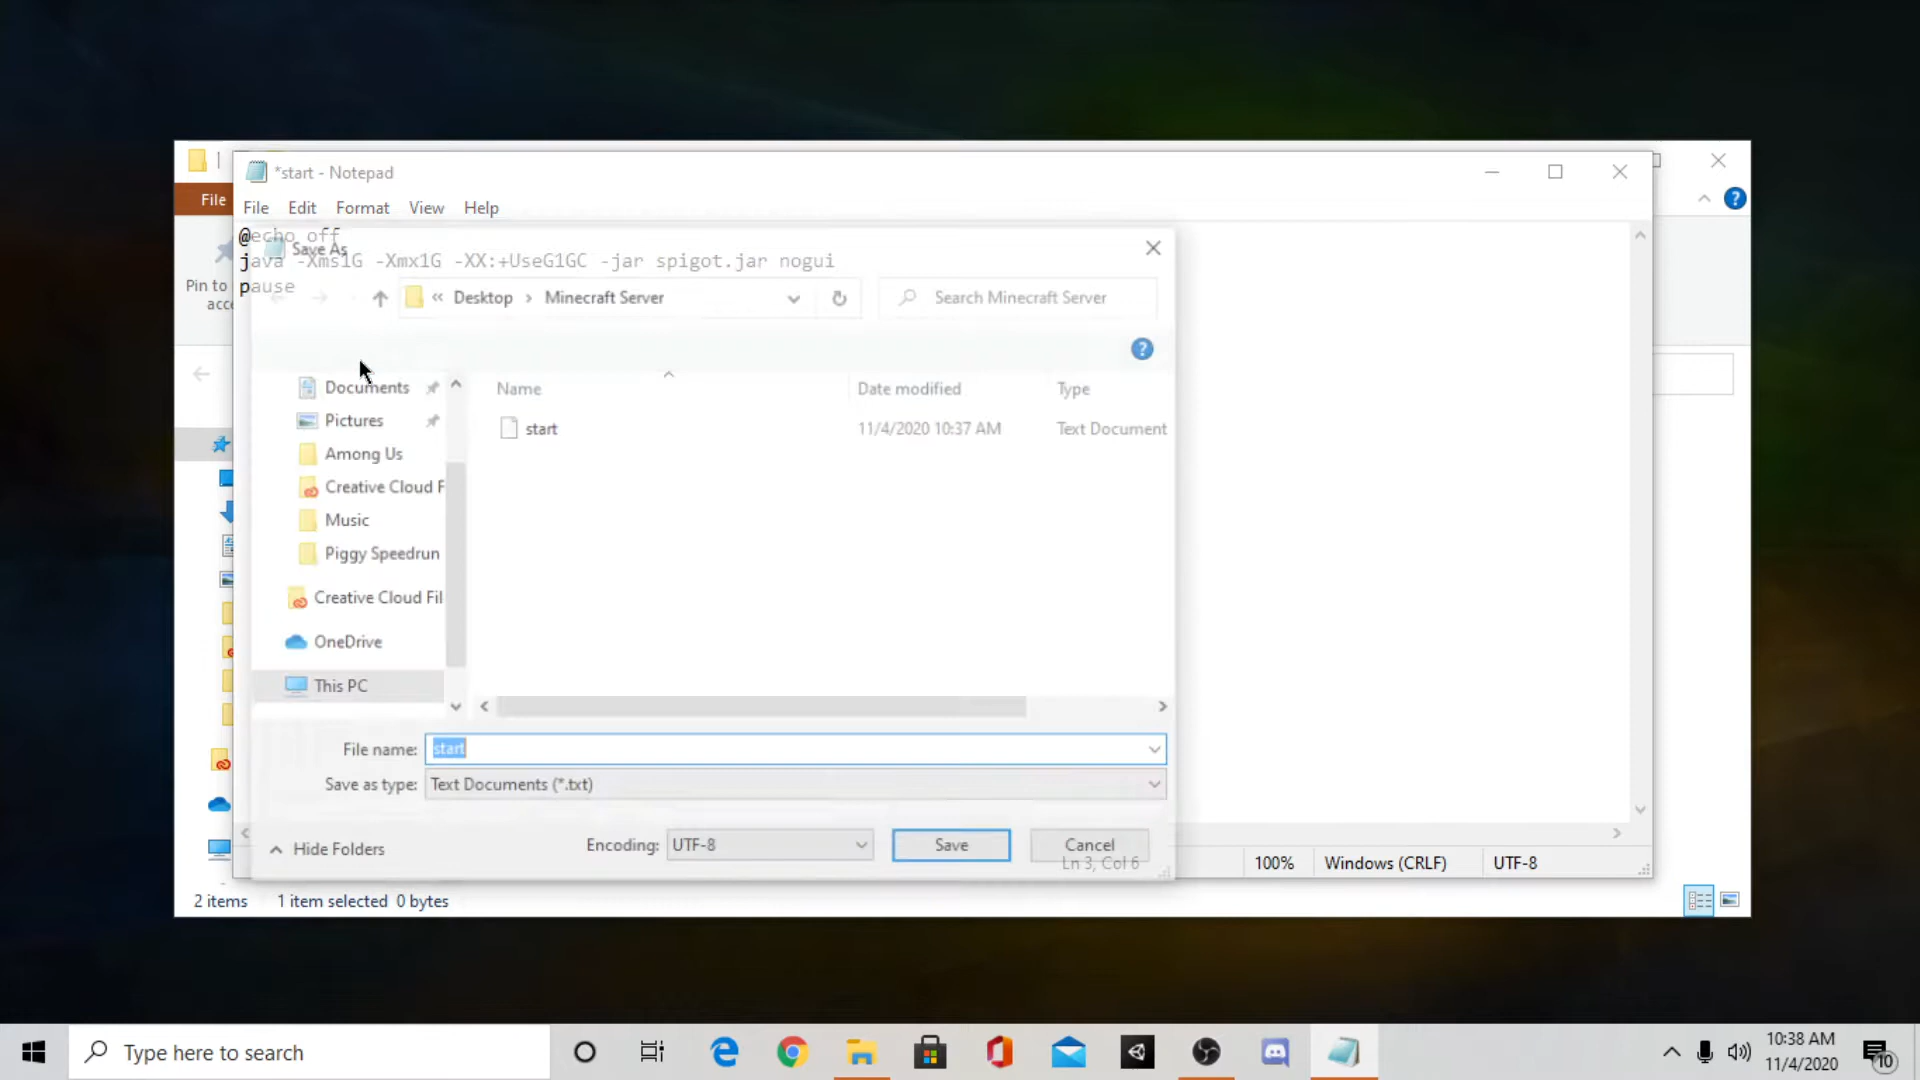 *start - Notepad
File
File Edit Format View Help
@echo off
Save As
java -Xms1G -Xmx1G -XX:+UseG1GC -jar spigot.jar nogui
pause
Pin to
acc
« Desktop › Minecraft Server
Search Minecraft Server
Documents
Pictures
Among Us
Creative Cloud F
Music
Piggy Speedrun
Creative Cloud Fil
OneDrive
This PC
Name Date modified Type
start 11/4/2020 10:37 AM Text Document
File name: start
Save as type: Text Documents (*.txt)
Hide Folders
Encoding: UTF-8
Save
Cancel
Ln 3, Col 6
100%
Windows (CRLF)
UTF-8
2 items 1 item selected 0 bytes
Type here to search
10:38 AM
11/4/2020
10